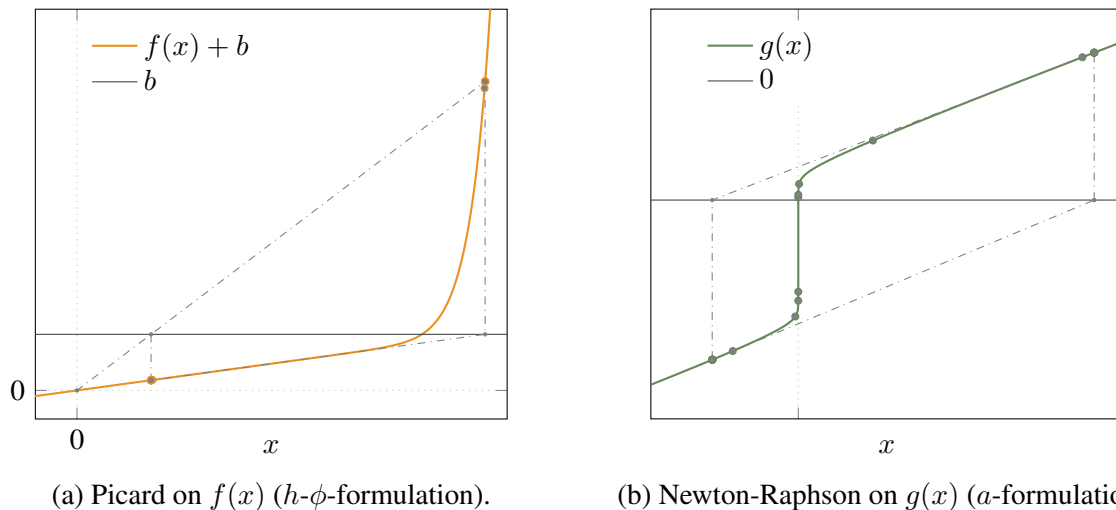 f(x) + b
b
0
0
x
(a) Picard on f(x) (h-ϕ-formulation).
g(x)
0
x
(b) Newton-Raphson on g(x) (a-formulatio